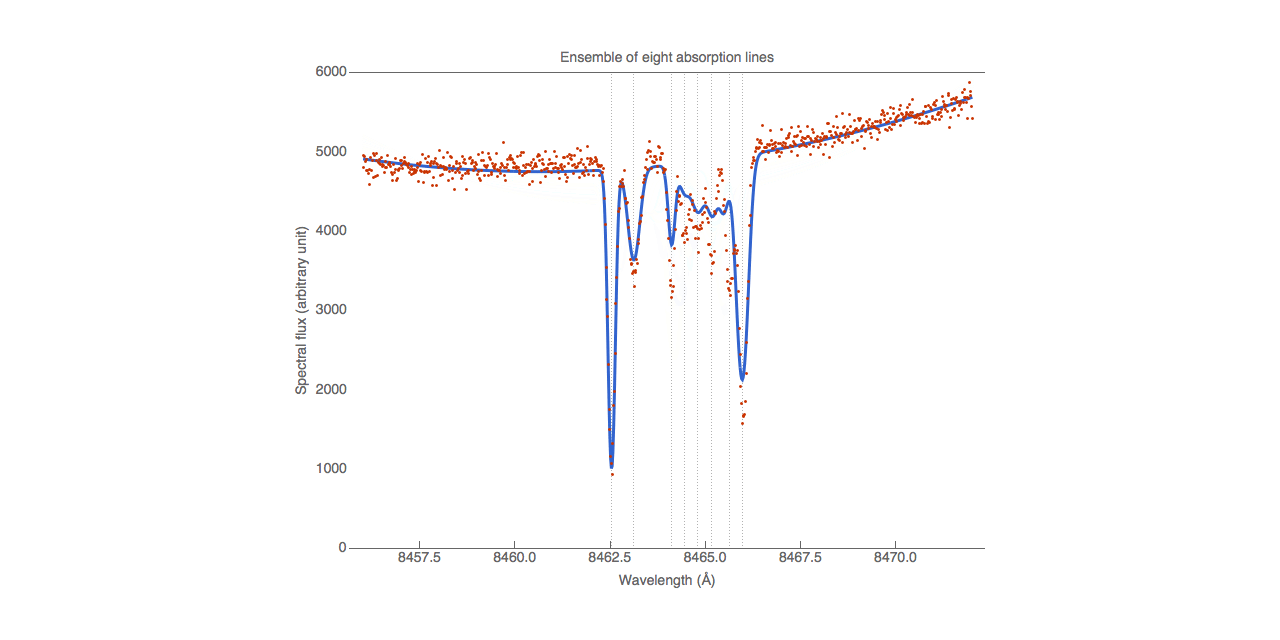 Ensemble of eight absorption lines
6000
5000
4000
3000
2000
1000
0
Spectral flux (arbitrary unit)
8457.5 8460.0 8462.5 8465.0 8467.5 8470.0
Wavelength (Å)